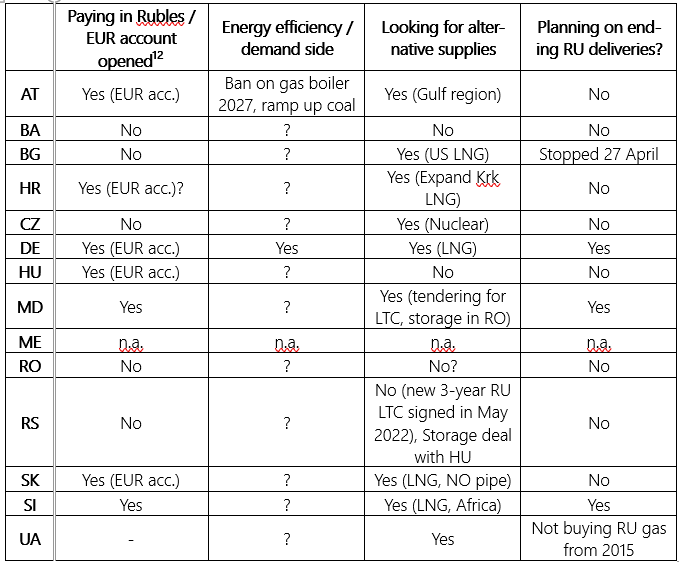 Paying in Rubles /
EUR account
opened12
Energy efficiency /
demand side
Looking for alter-
native supplies
Planning on end-
ing RU deliveries?
AT
Yes (EUR acc.)
Ban on gas boiler
2027, ramp up coal
Yes (Gulf region)
No
BA
No
?
No
No
BG
No
?
Yes (US LNG)
Stopped 27 April
HR
Yes (EUR acc.)?
?
Yes (Expand Krk
LNG)
No
CZ
No
?
Yes (Nuclear)
No
DE
Yes (EUR acc.)
Yes
Yes (LNG)
Yes
HU
Yes (EUR acc.)
?
No
No
MD
Yes
?
Yes (tendering for
LTC, storage in RO)
Yes
ME
n.a.
n.a.
n.a.
n.a.
RO
No
?
No?
No
RS
No
?
No (new 3-year RU
LTC signed in May
2022), Storage deal
with HU
No
SK
Yes (EUR acc.)
?
Yes (LNG, NO pipe)
No
SI
Yes
?
Yes (LNG, Africa)
Yes
UA
-
?
Yes
Not buying RU gas
from 2015